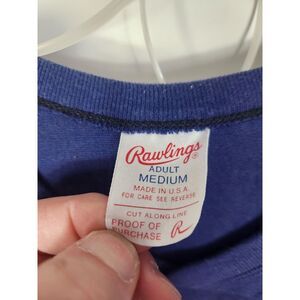 Rawlings®
ADULT
MEDIUM
MADE IN U.S.A.
FOR CARE SEE REVERSE
CUT ALONG LINE
PROOF OF
PURCHASE R